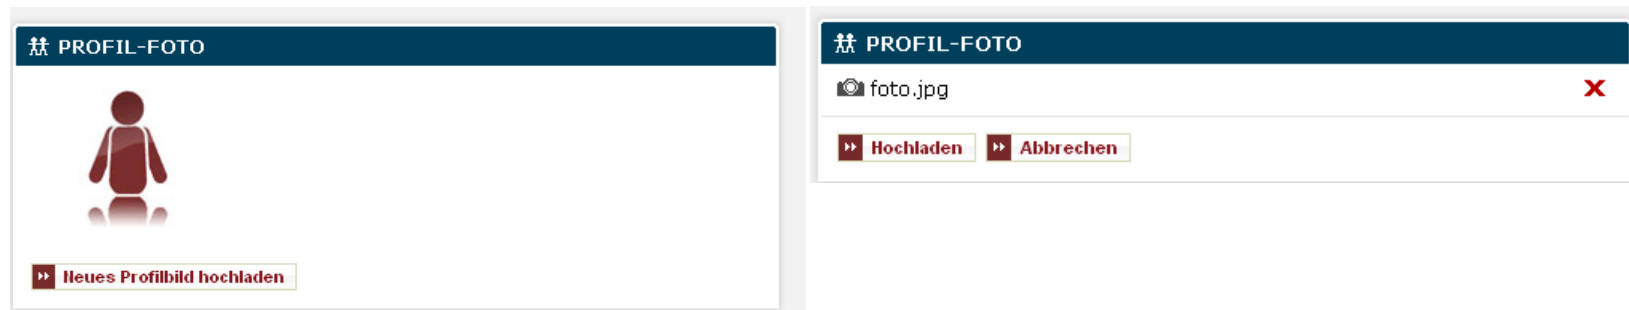 PROFIL-FOTO
Neues Profilbild hochladen
PROFIL-FOTO
foto.jpg
Hochladen Abbrechen